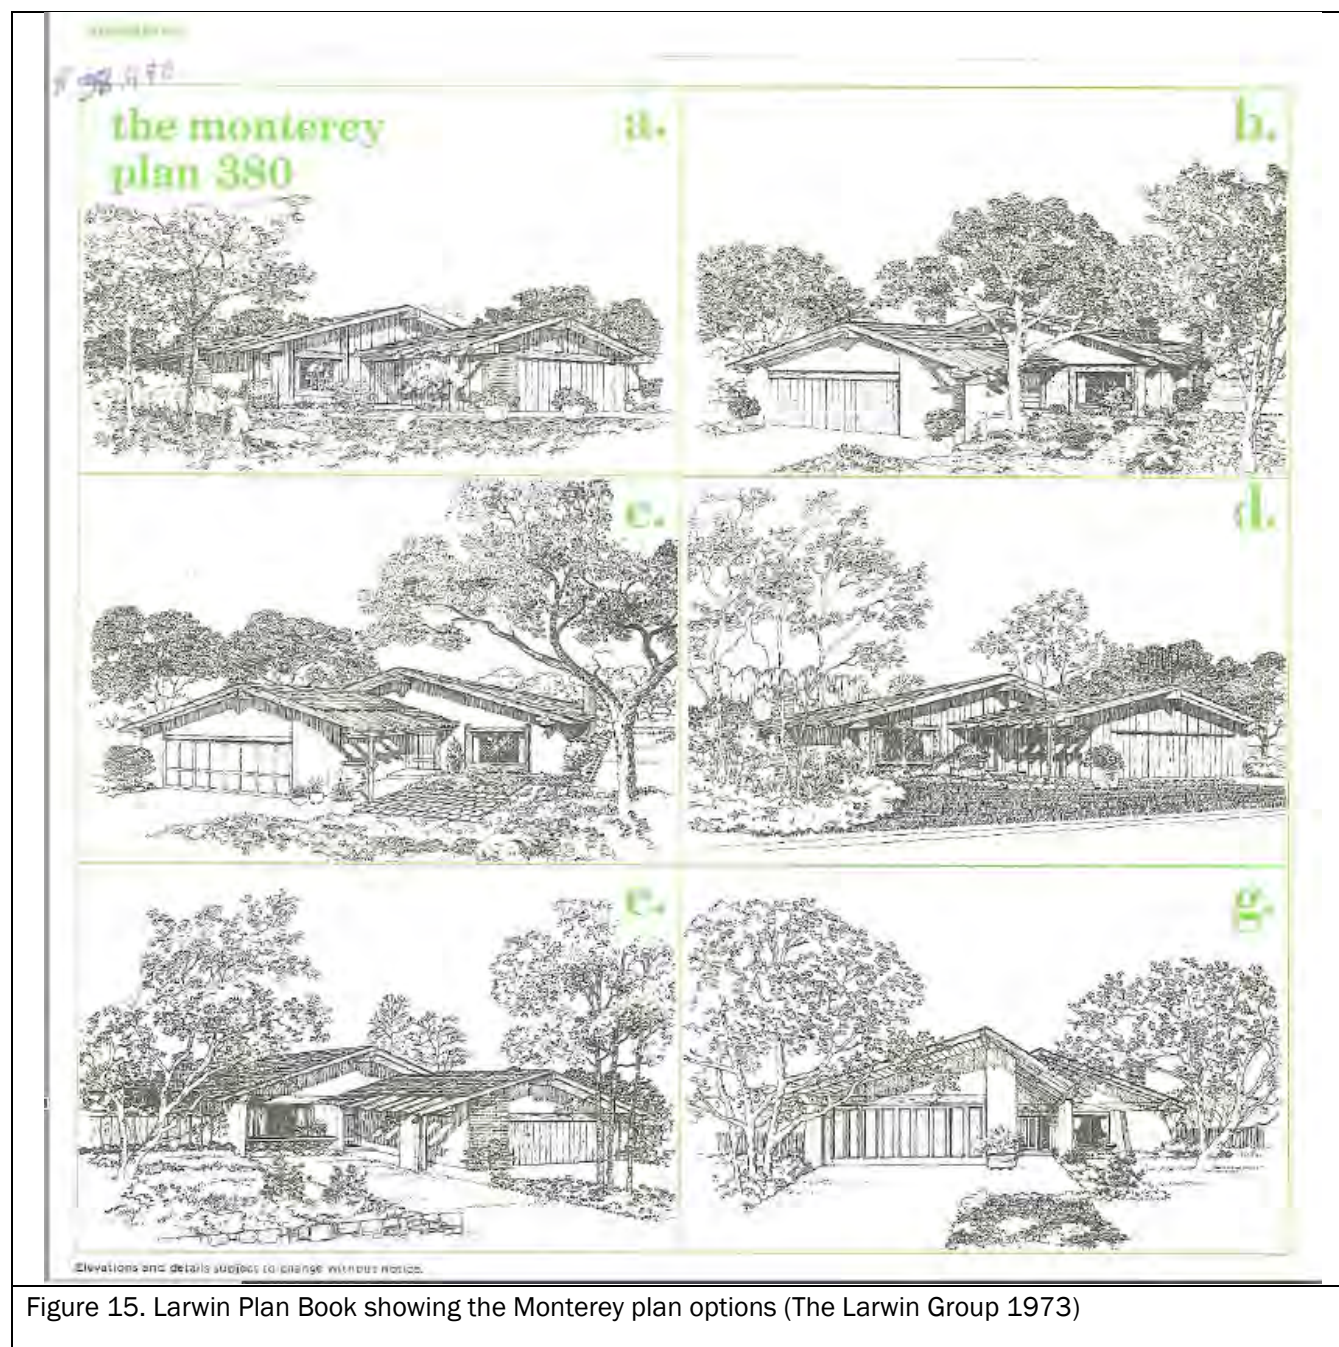 the monterey
plan 380
a.
b.
c.
d.
e.
g.
Elevations and details subject to change without notice.
Figure 15. Larwin Plan Book showing the Monterey plan options (The Larwin Group 1973)